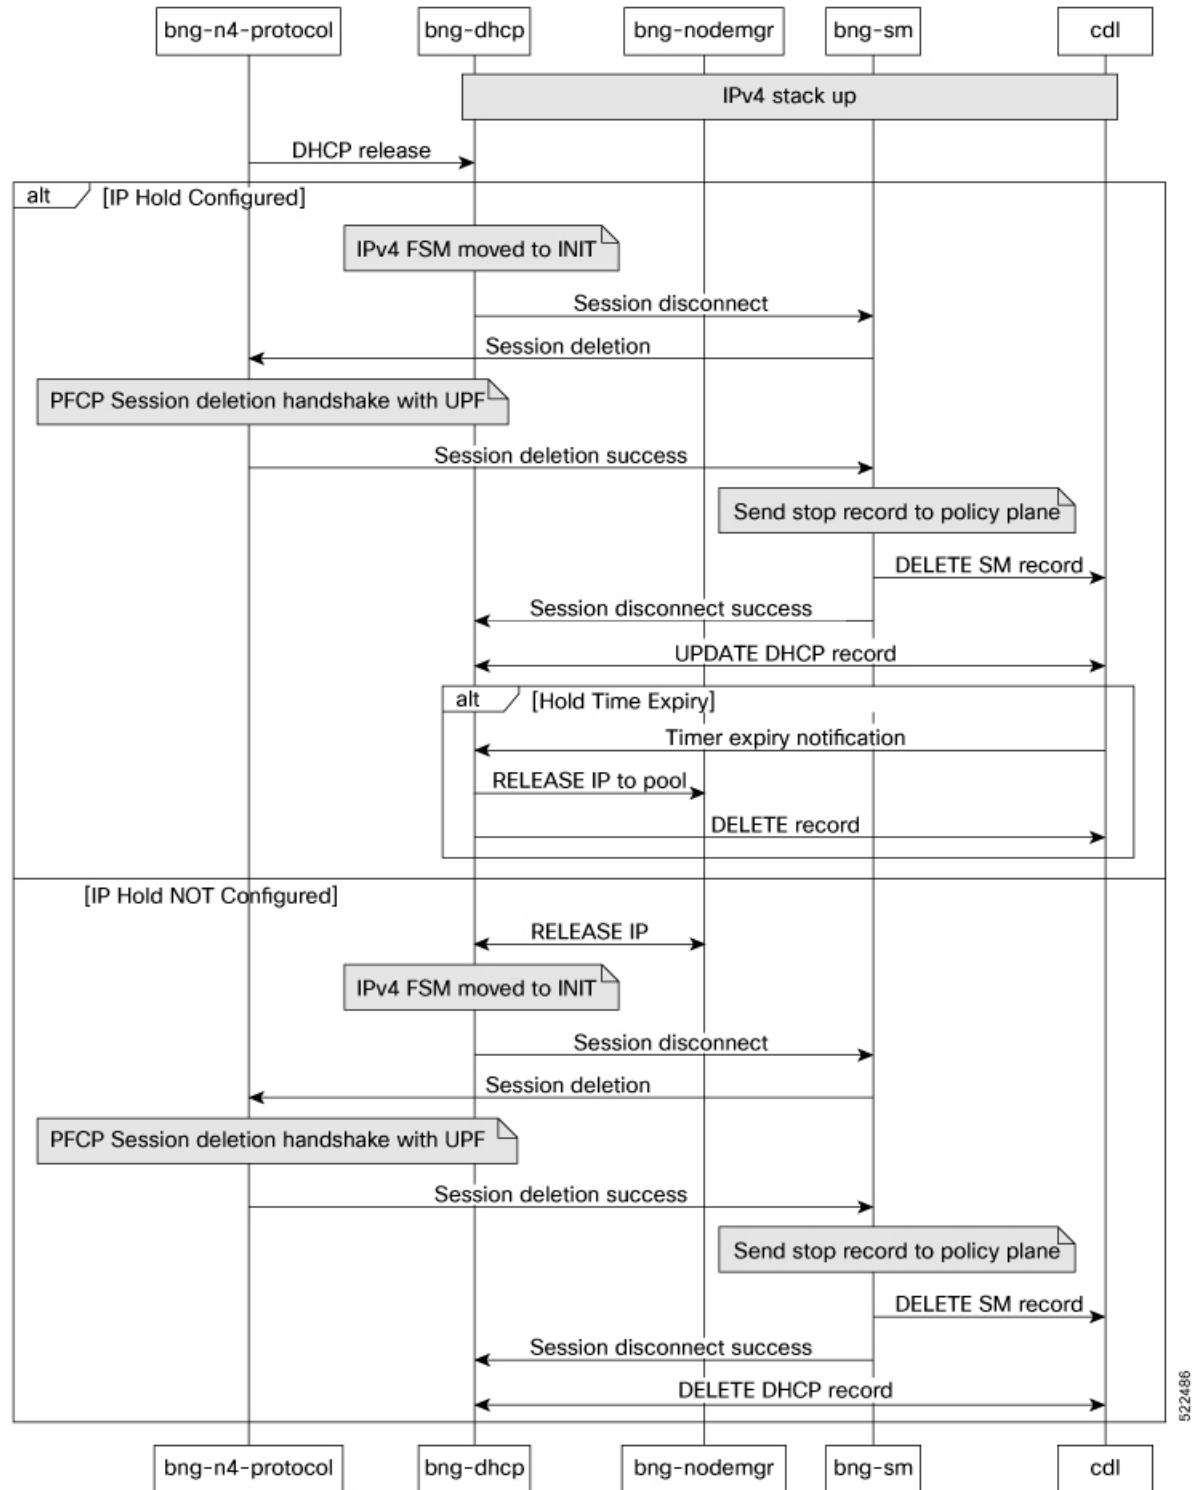 bng-n4-protocol bng-dhcp bng-nodemgr bng-sm cdl
IPv4 stack up
DHCP release
alt [IP Hold Configured]
IPv4 FSM moved to INIT
Session disconnect
Session deletion
PFCP Session deletion handshake with UPF
Session deletion success
Send stop record to policy plane
DELETE SM record
Session disconnect success
UPDATE DHCP record
alt [Hold Time Expiry]
Timer expiry notification
RELEASE IP to pool
DELETE record
[IP Hold NOT Configured]
RELEASE IP
IPv4 FSM moved to INIT
Session disconnect
Session deletion
PFCP Session deletion handshake with UPF
Session deletion success
Send stop record to policy plane
DELETE SM record
Session disconnect success
DELETE DHCP record
522486
bng-n4-protocol bng-dhcp bng-nodemgr bng-sm cdl